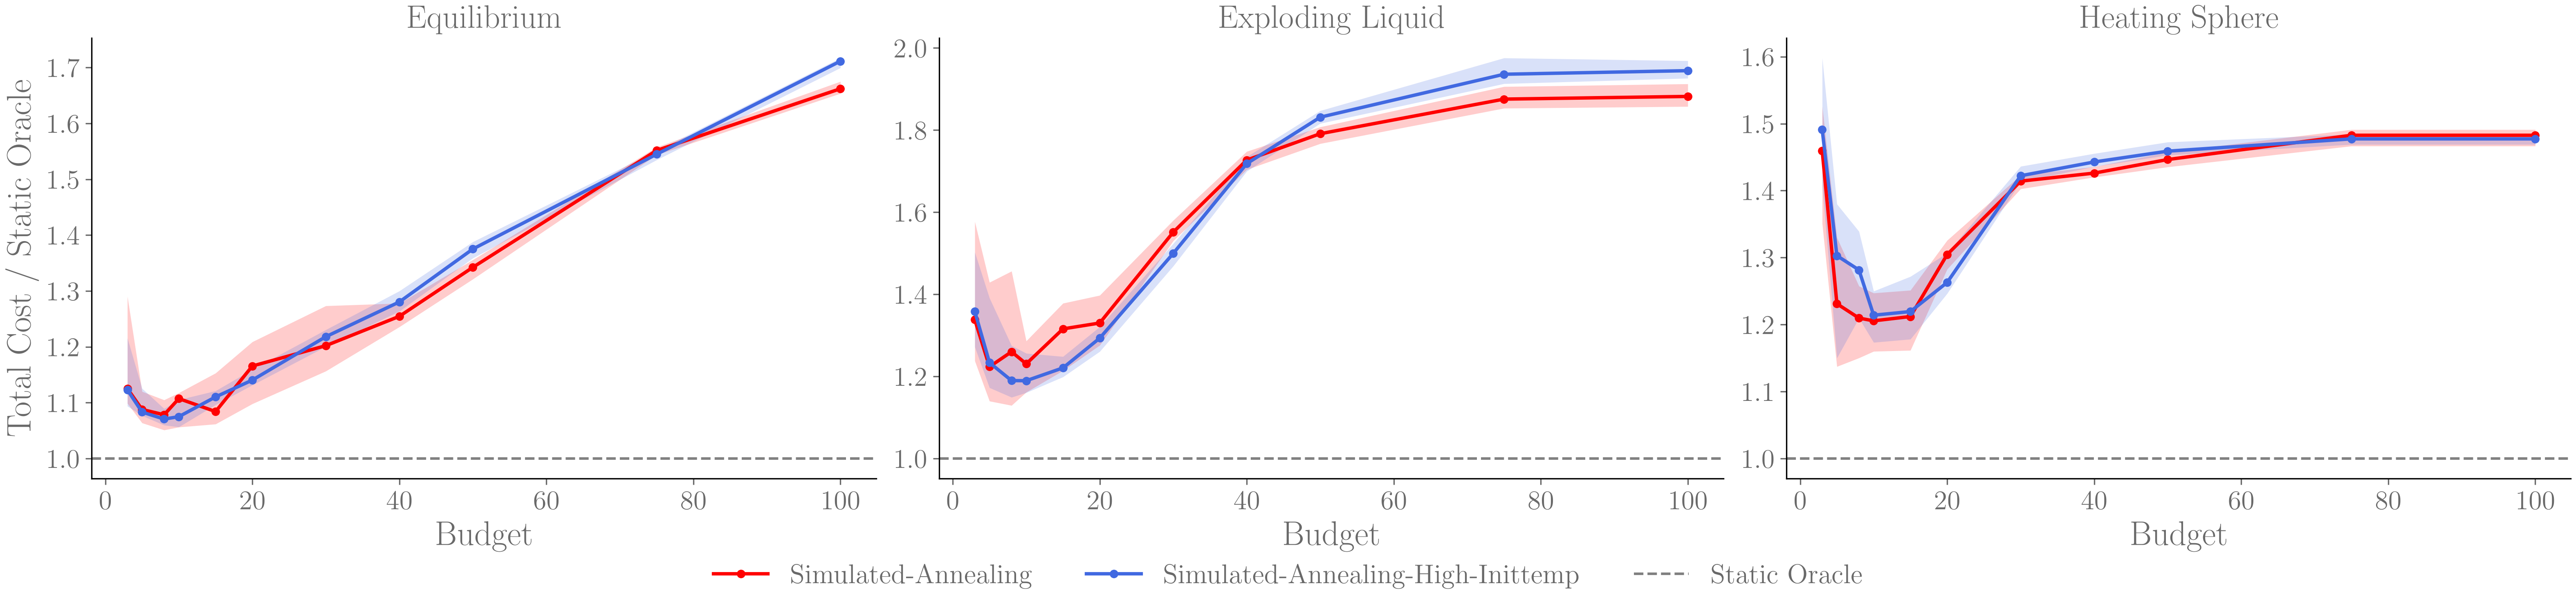 Equilibrium
Exploding Liquid
Heating Sphere
Total Cost / Static Oracle
1.7
1.6
1.5
1.4
1.3
1.2
1.1
1.0
0 20 40 60 80 100
Budget
2.0
1.8
1.6
1.4
1.2
1.0
0 20 40 60 80 100
Budget
1.6
1.5
1.4
1.3
1.2
1.1
1.0
0 20 40 60 80 100
Budget
Simulated-Annealing
Simulated-Annealing-High-Inittemp
Static Oracle